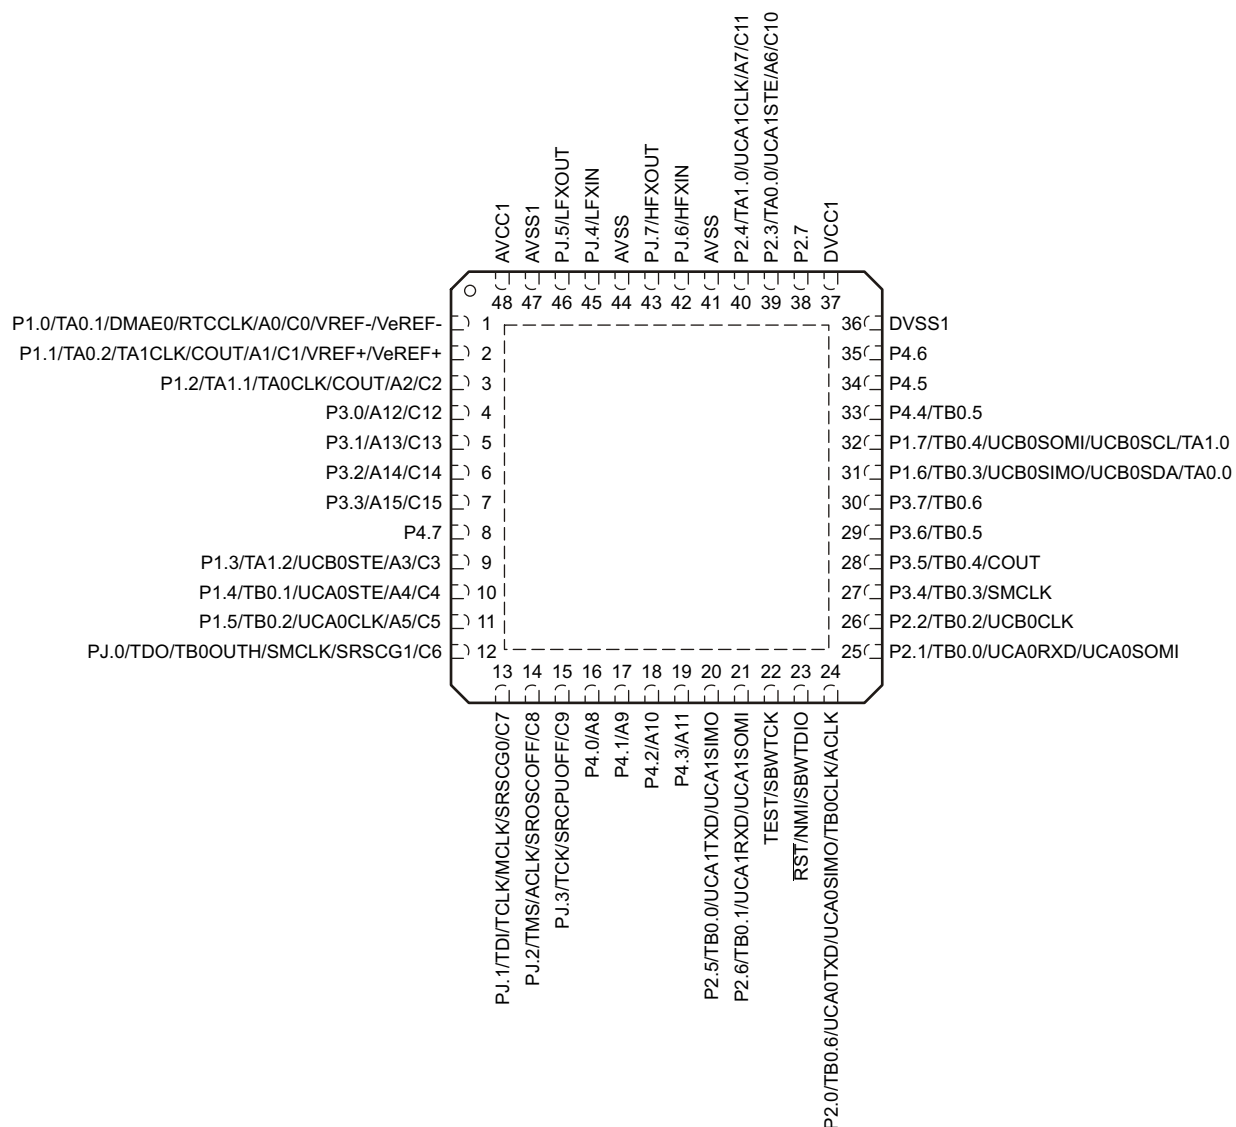 AVCC1
AVSS1
PJ.5/LFXOUT
PJ.4/LFXIN
AVSS
PJ.7/HFXOUT
PJ.6/HFXIN
AVSS
P2.4/TA1.0/UCA1CLK/A7/C11
P2.3/TA0.0/UCA1STE/A6/C10
P2.7
DVCC1
48 47 46 45 44 43 42 41 40 39 38 37
P1.0/TA0.1/DMAE0/RTCCLK/A0/C0/VREF-/VeREF- 1
P1.1/TA0.2/TA1CLK/COUT/A1/C1/VREF+/VeREF+ 2
P1.2/TA1.1/TA0CLK/COUT/A2/C2 3
P3.0/A12/C12 4
P3.1/A13/C13 5
P3.2/A14/C14 6
P3.3/A15/C15 7
P4.7 8
P1.3/TA1.2/UCB0STE/A3/C3 9
P1.4/TB0.1/UCA0STE/A4/C4 10
P1.5/TB0.2/UCA0CLK/A5/C5 11
PJ.0/TDO/TB0OUTH/SMCLK/SRSCG1/C6 12
36 DVSS1
35 P4.6
34 P4.5
33 P4.4/TB0.5
32 P1.7/TB0.4/UCB0SOMI/UCB0SCL/TA1.0
31 P1.6/TB0.3/UCB0SIMO/UCB0SDA/TA0.0
30 P3.7/TB0.6
29 P3.6/TB0.5
28 P3.5/TB0.4/COUT
27 P3.4/TB0.3/SMCLK
26 P2.2/TB0.2/UCB0CLK
25 P2.1/TB0.0/UCA0RXD/UCA0SOMI
13 14 15 16 17 18 19 20 21 22 23 24
PJ.1/TDI/TCLK/MCLK/SRSCG0/C7
PJ.2/TMS/ACLK/SROSCOFF/C8
PJ.3/TCK/SRCPUOFF/C9
P4.0/A8
P4.1/A9
P4.2/A10
P4.3/A11
P2.5/TB0.0/UCA1TXD/UCA1SIMO
P2.6/TB0.1/UCA1RXD/UCA1SOMI
TEST/SBWTCK
RST/NMI/SBWTDIO
P2.0/TB0.6/UCA0TXD/UCA0SIMO/TB0CLK/ACLK